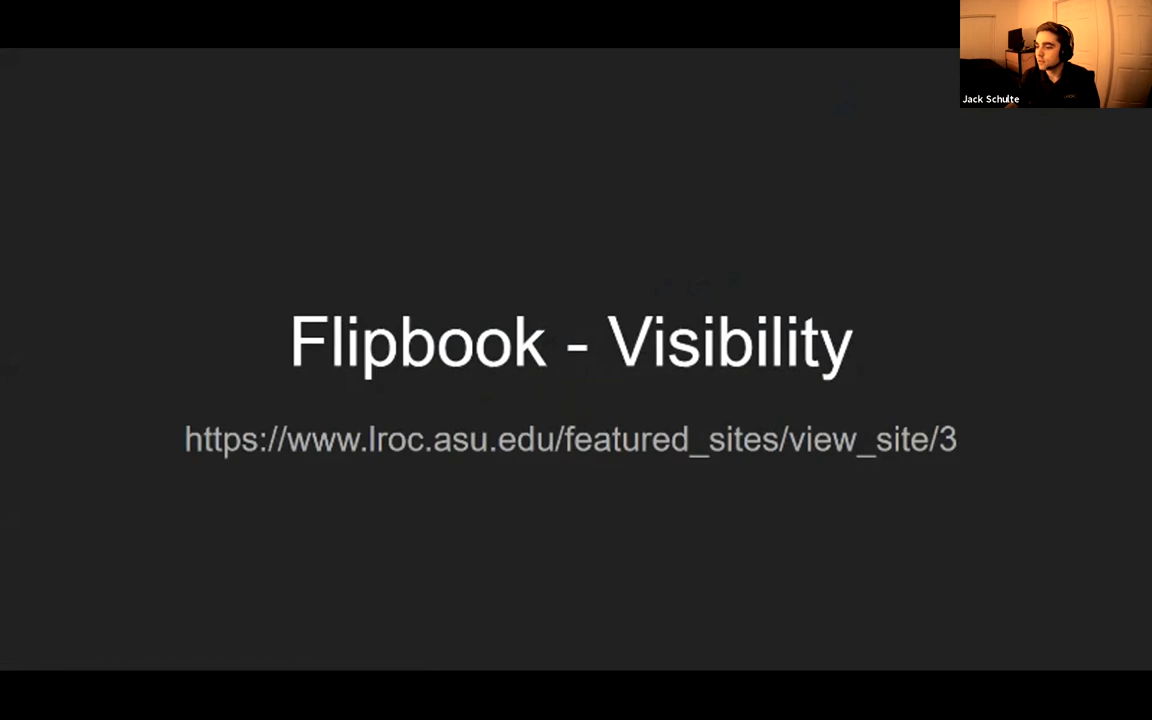 Jack Schulte
Flipbook - Visibility
https://www.lroc.asu.edu/featured_sites/view_site/3